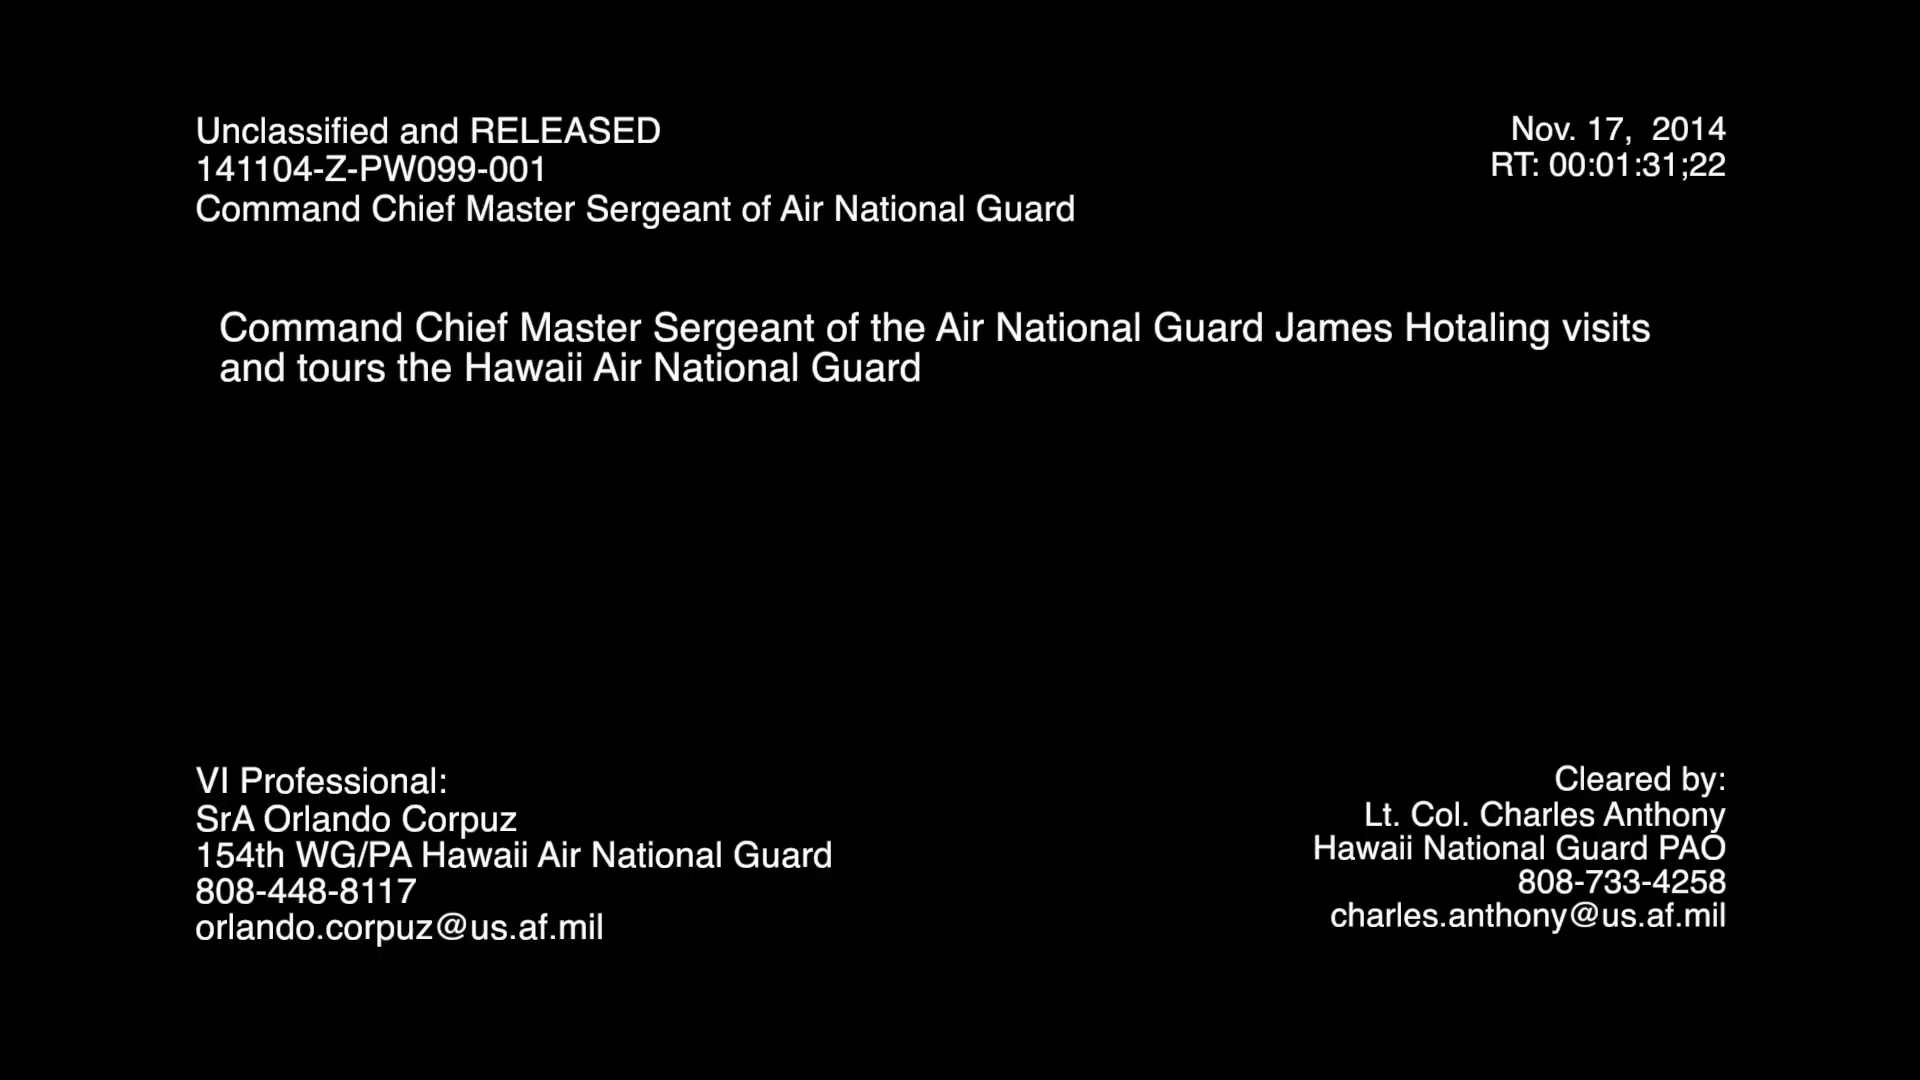 Unclassified and RELEASED
141104-Z-PW099-001
Command Chief Master Sergeant of Air National Guard
Nov. 17,  2014
RT: 00:01:31;22
Command Chief Master Sergeant of the Air National Guard James Hotaling visits
and tours the Hawaii Air National Guard
VI Professional:
SrA Orlando Corpuz
154th WG/PA Hawaii Air National Guard
808-448-8117
orlando.corpuz@us.af.mil
Cleared by:
Lt. Col. Charles Anthony
Hawaii National Guard PAO
808-733-4258
charles.anthony@us.af.mil